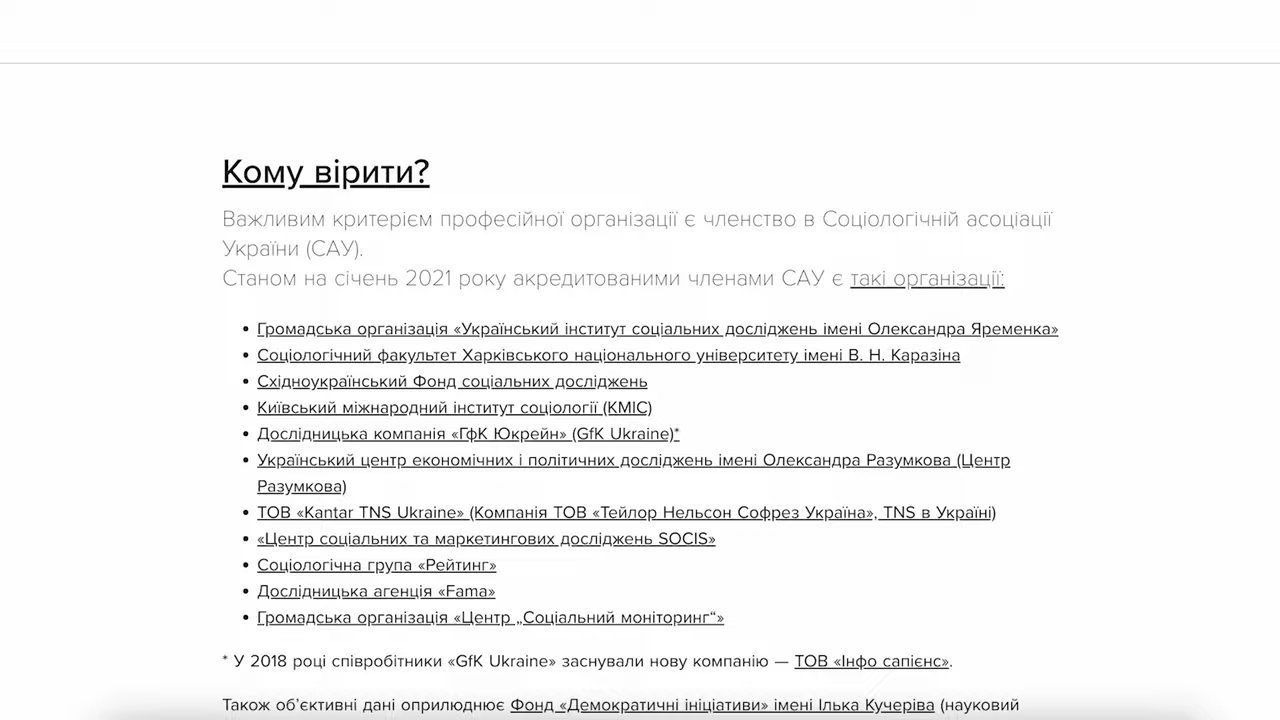 Кому вірити?
Важливим критерієм професійної організації є членство в Соціологічній асоціації
України (САУ).
Станом на січень 2021 року акредитованими членами САУ є такі організації:
• Громадська організація «Український інститут соціальних досліджень імені Олександра Яременка»
• Соціологічний факультет Харківського національного університету імені В. Н. Каразіна
• Східноукраїнський Фонд соціальних досліджень
• Київський міжнародний інститут соціології (КМІС)
• Дослідницька компанія «ГфК Юкрейн» (GfK Ukraine)*
• Український центр економічних і політичних досліджень імені Олександра Разумкова (Центр
Разумкова)
• ТОВ «Kantar TNS Ukraine» (Компанія ТОВ «Тейлор Нельсон Софрез Україна», TNS в Україні)
• «Центр соціальних та маркетингових досліджень SOCIS»
• Соціологічна група «Рейтинг»
• Дослідницька агенція «Fama»
• Громадська організація «Центр „Соціальний моніторинг“»
* У 2018 році співробітники «GfK Ukraine» заснували нову компанію — ТОВ «Інфо сапієнс».
Також об’єктивні дані оприлюднює Фонд «Демократичні ініціативи» імені Ілька Кучеріва (науковий